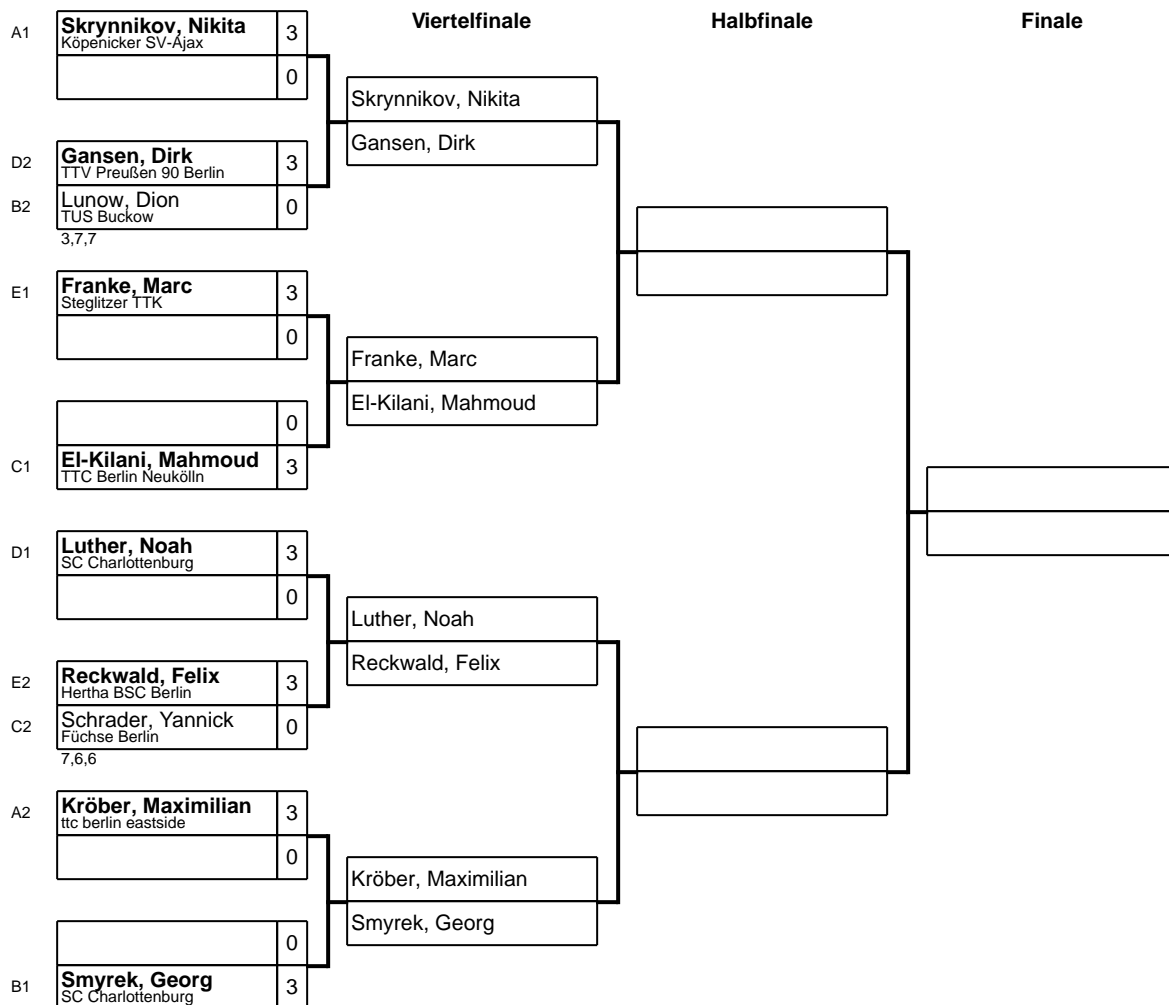 Viertelfinale
Halbfinale
Finale
A1
Skrynnikov, Nikita
3
Köpenicker SV-Ajax
0
Skrynnikov, Nikita
Gansen, Dirk
D2
Gansen, Dirk
3
TTV Preußen 90 Berlin
B2
Lunow, Dion
0
TUS Buckow
3,7,7
E1
Franke, Marc
3
Steglitzer TTK
0
Franke, Marc
El-Kilani, Mahmoud
0
C1
El-Kilani, Mahmoud
3
TTC Berlin Neukölln
D1
Luther, Noah
3
SC Charlottenburg
0
Luther, Noah
Reckwald, Felix
E2
Reckwald, Felix
3
Hertha BSC Berlin
C2
Schrader, Yannick
0
Füchse Berlin
7,6,6
A2
Kröber, Maximilian
3
ttc berlin eastside
0
Kröber, Maximilian
Smyrek, Georg
0
B1
Smyrek, Georg
3
SC Charlottenburg